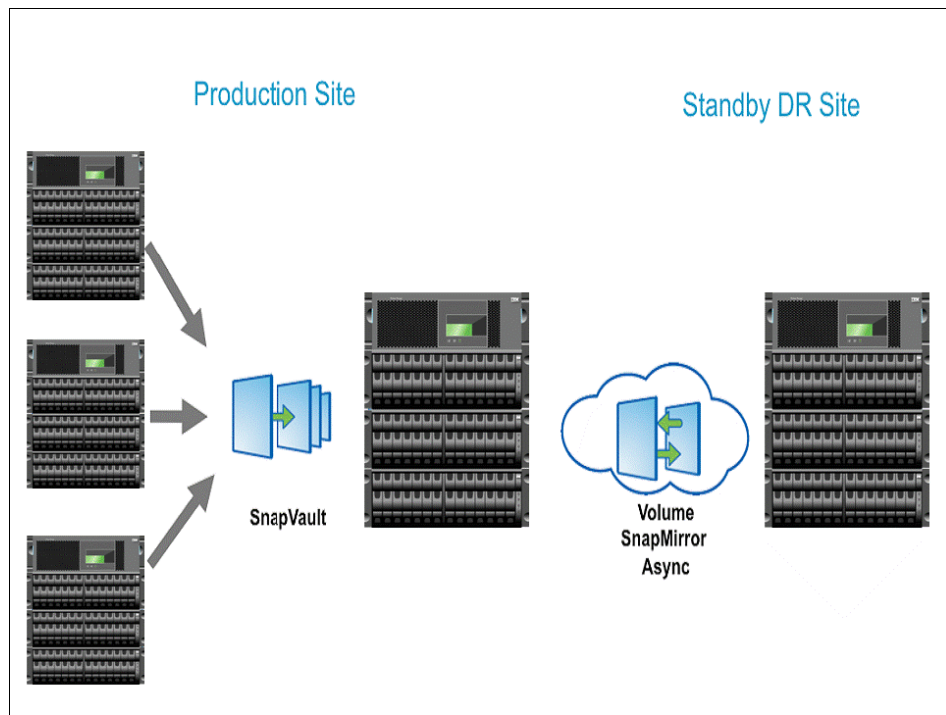 Production Site
Standby DR Site
SnapVault
Volume
SnapMirror
Async